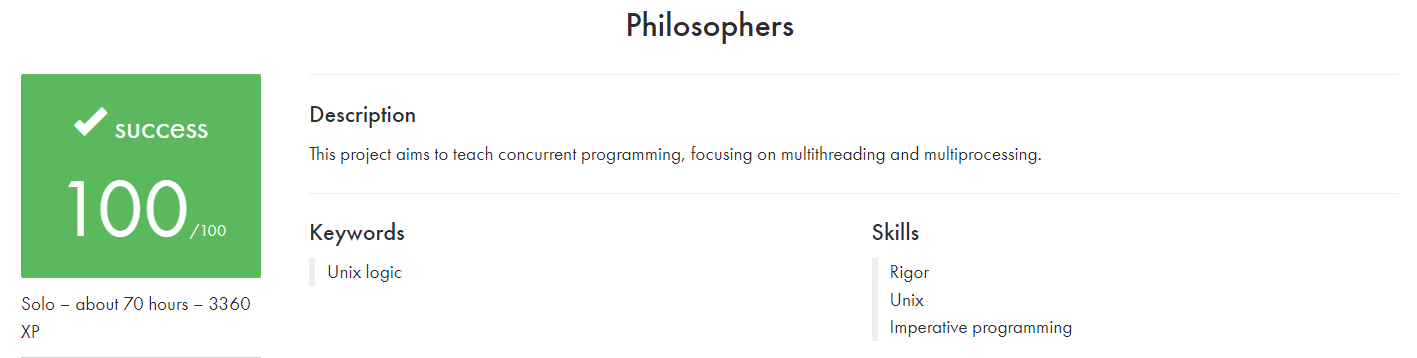 Philosophers
✔ success
100/100
Solo – about 70 hours – 3360
XP
Description
This project aims to teach concurrent programming, focusing on multithreading and multiprocessing.
Keywords
Unix logic
Skills
Rigor
Unix
Imperative programming